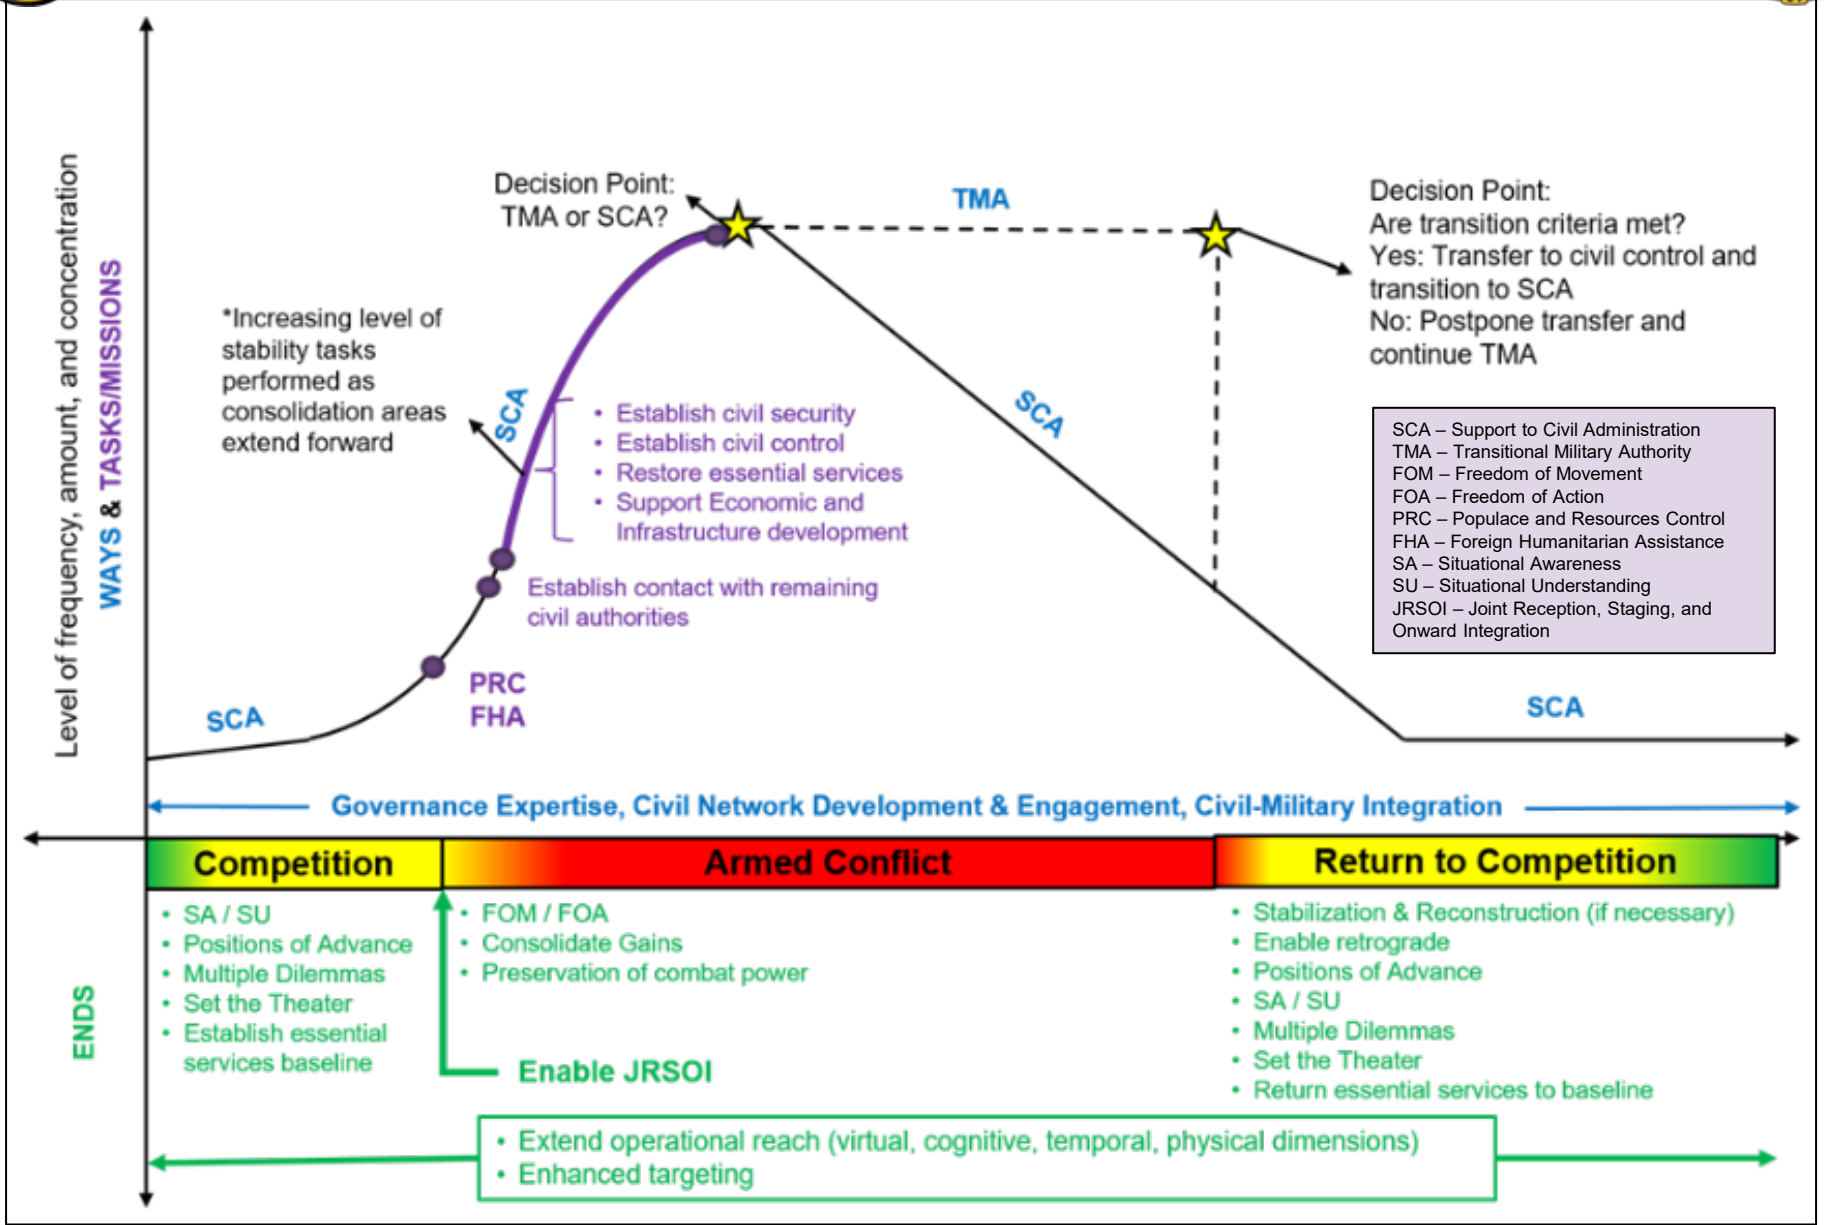 Level of frequency, amount, and concentration
WAYS & TASKS/MISSIONS
Decision Point:
TMA or SCA?
TMA
Decision Point:
Are transition criteria met?
Yes: Transfer to civil control and
transition to SCA
No: Postpone transfer and
continue TMA
*Increasing level of
stability tasks
performed as
consolidation areas
extend forward
SCA
• Establish civil security
• Establish civil control
• Restore essential services
• Support Economic and
Infrastructure development
SCA
SCA – Support to Civil Administration
TMA – Transitional Military Authority
FOM – Freedom of Movement
FOA – Freedom of Action
PRC – Populace and Resources Control
FHA – Foreign Humanitarian Assistance
SA – Situational Awareness
SU – Situational Understanding
JRSOI – Joint Reception, Staging, and
Onward Integration
Establish contact with remaining
civil authorities
PRC
FHA
SCA
SCA
Governance Expertise, Civil Network Development & Engagement, Civil-Military Integration
Competition
Armed Conflict
Return to Competition
ENDS
• SA / SU
• Positions of Advance
• Multiple Dilemmas
• Set the Theater
• Establish essential
services baseline
• FOM / FOA
• Consolidate Gains
• Preservation of combat power
Enable JRSOI
• Stabilization & Reconstruction (if necessary)
• Enable retrograde
• Positions of Advance
• SA / SU
• Multiple Dilemmas
• Set the Theater
• Return essential services to baseline
• Extend operational reach (virtual, cognitive, temporal, physical dimensions)
• Enhanced targeting